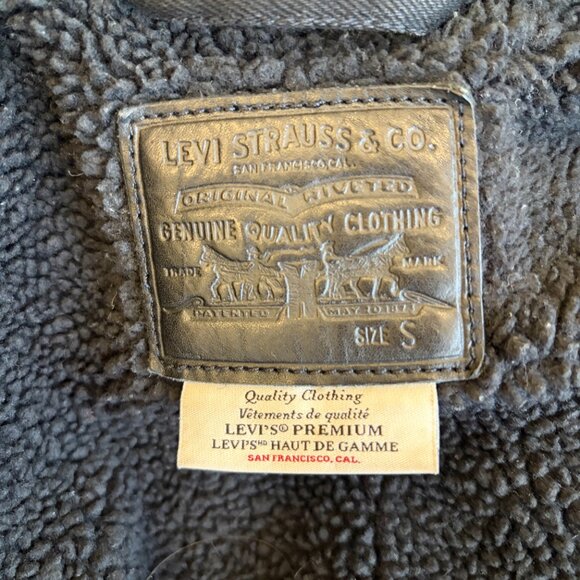 LEVI STRAUSS & CO.
SAN FRANCISCO, CAL.
ORIGINAL RIVETED
GENUINE QUALITY CLOTHING
TRADE MARK
PATENTED MAY 20 1873
SIZE S
Quality Clothing
Vêtements de qualité
LEVI'S® PREMIUM
LEVI'S᎒ᴰ HAUT DE GAMME
SAN FRANCISCO, CAL.